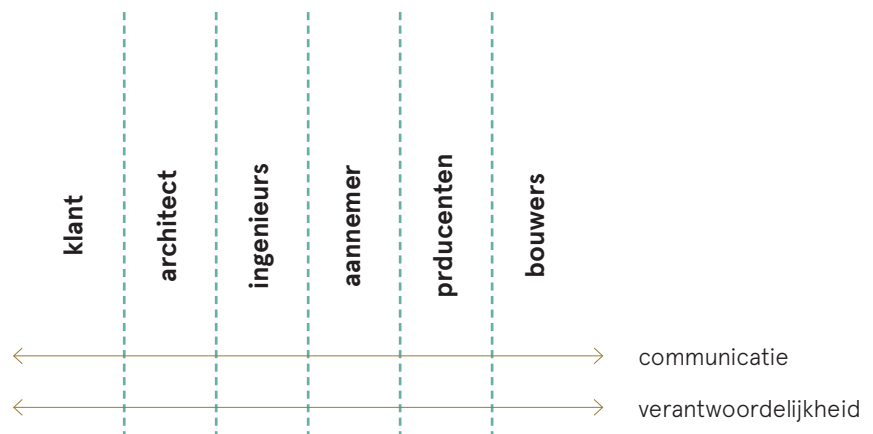 klant
architect
ingenieurs
aannemer
prducenten
bouwers
communicatie
verantwoordelijkheid